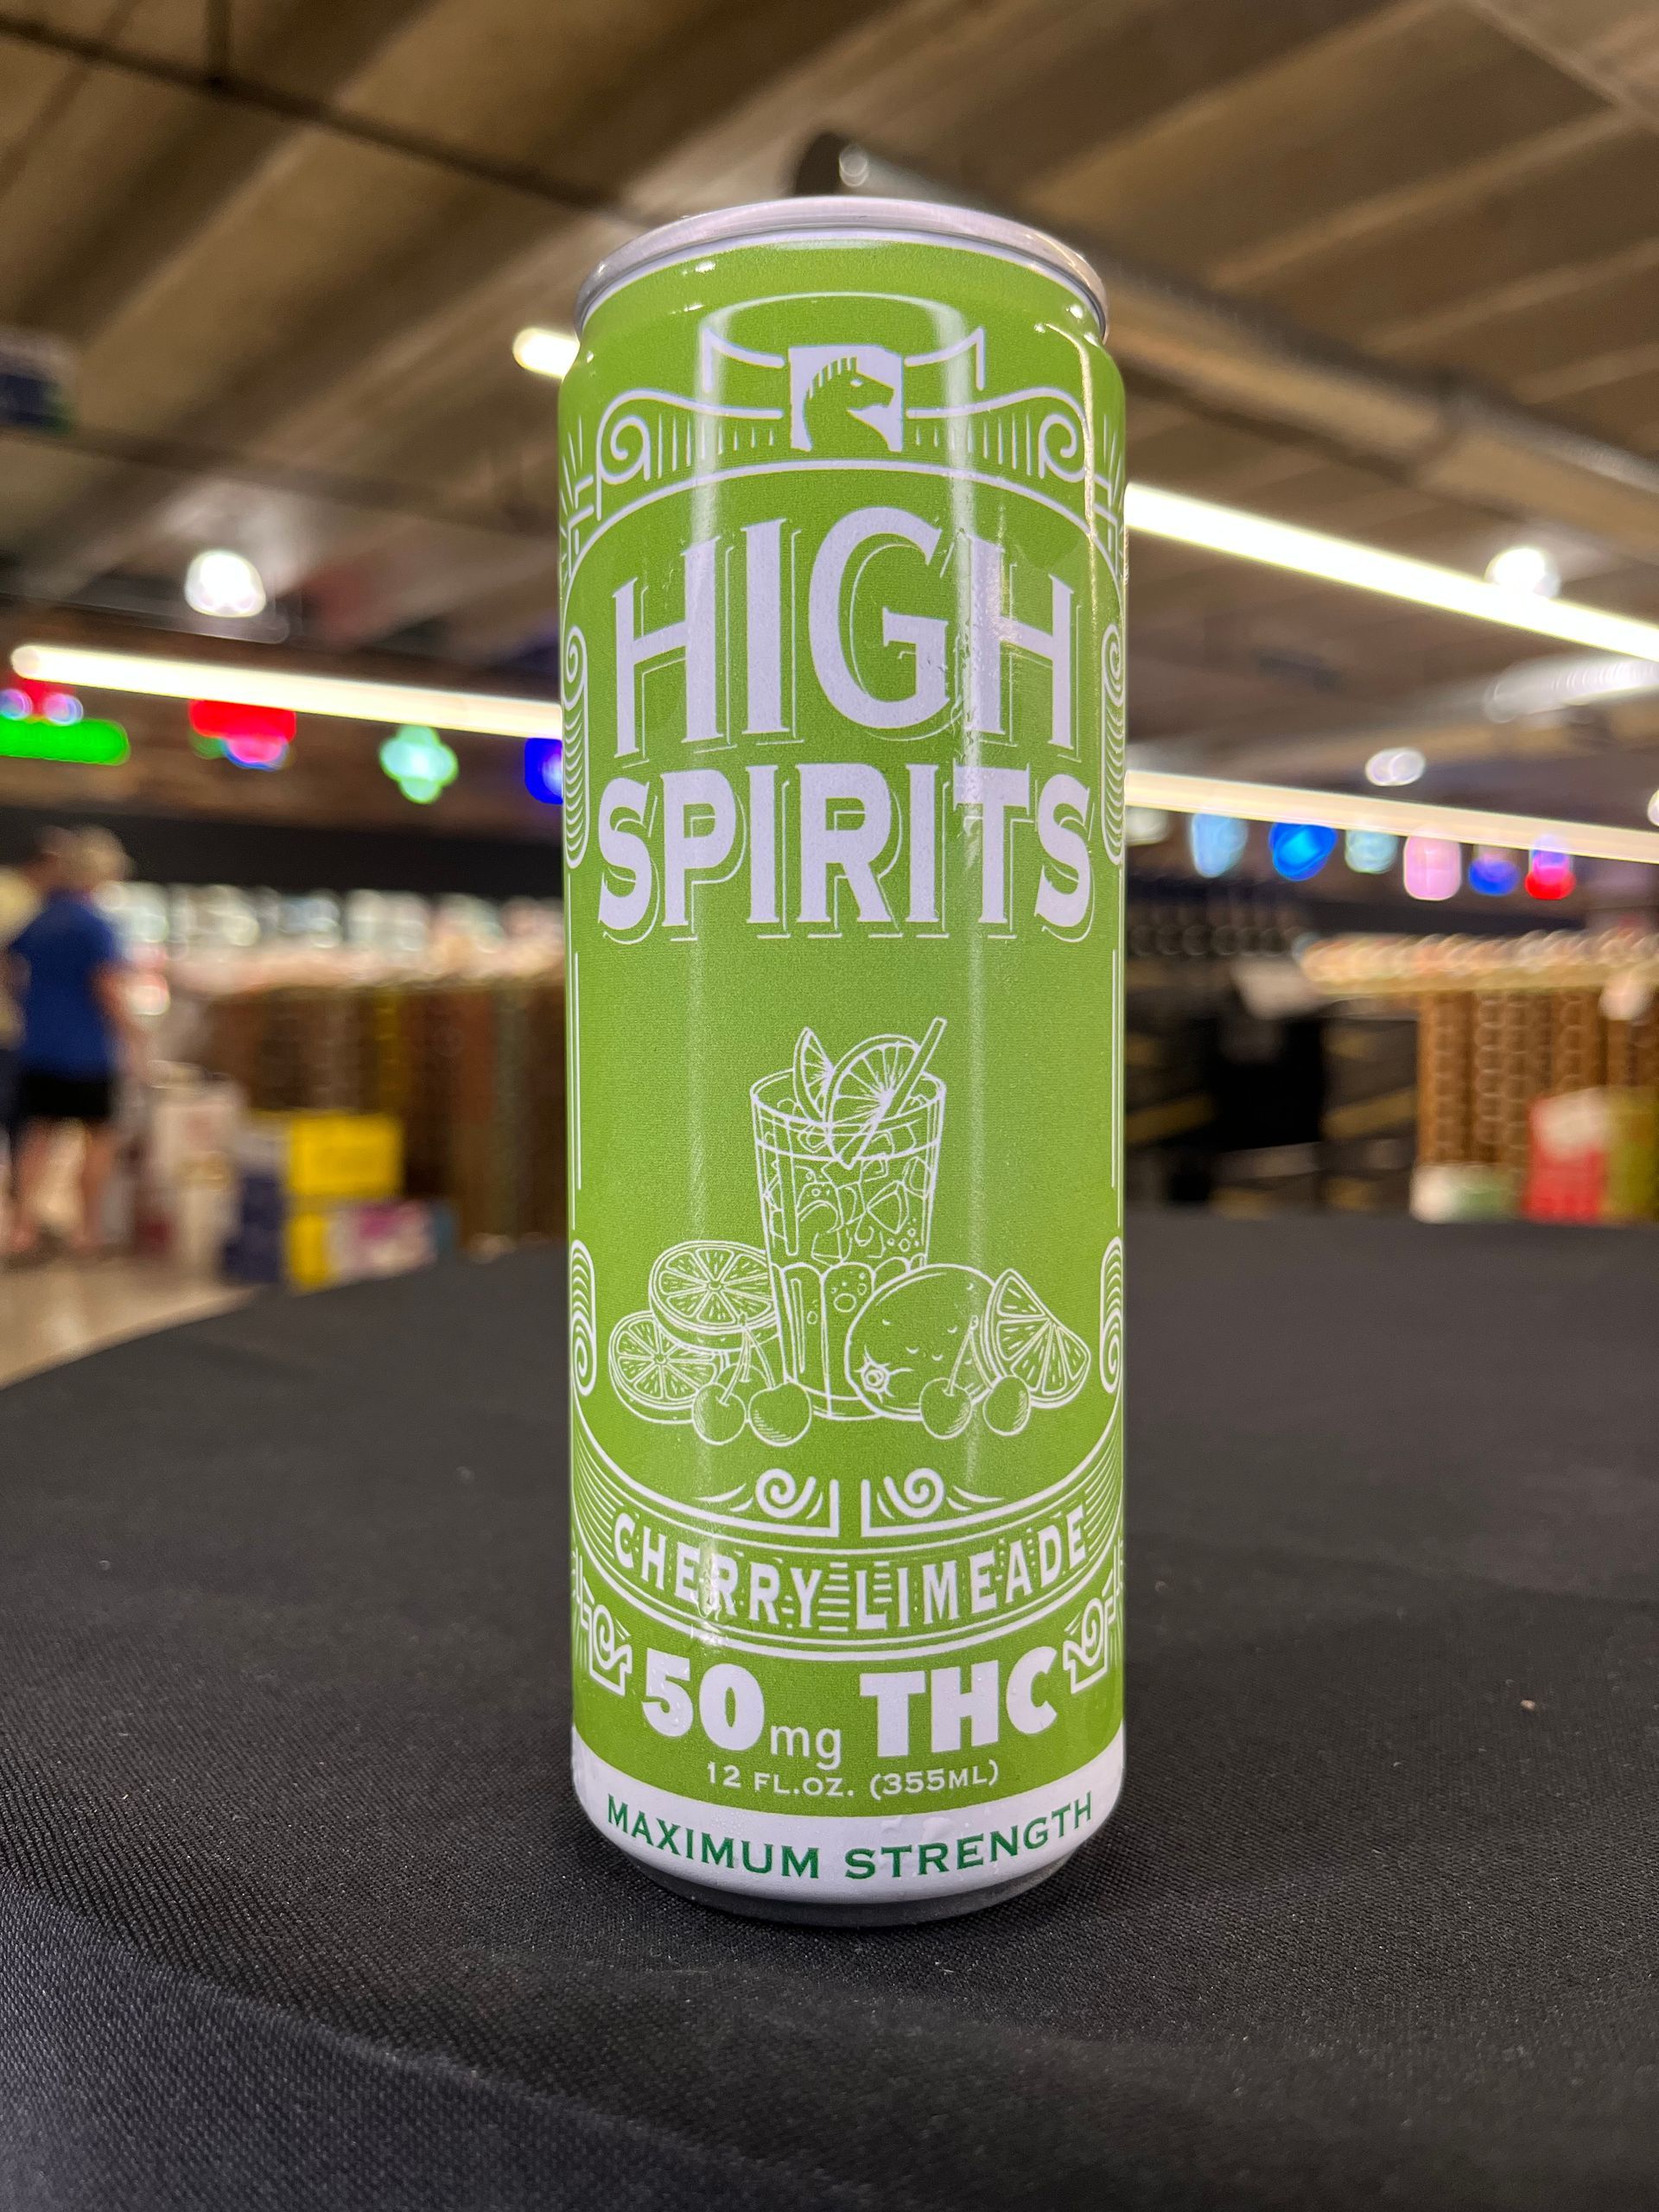 HIGH
SPIRITS
CHERRY LIMEADE
50mg THC
12 FL.OZ. (355ML)
MAXIMUM STRENGTH